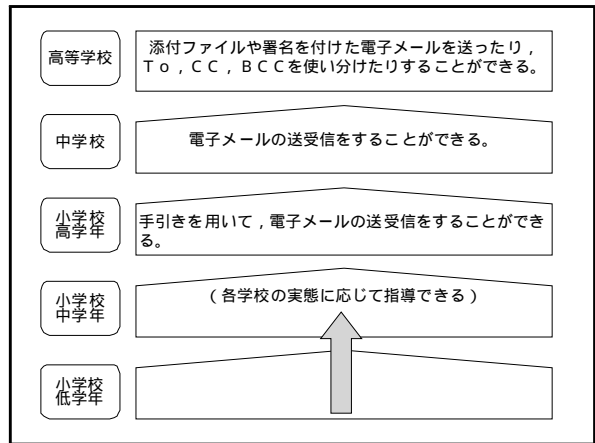 高等学校
添付ファイルや署名を付けた電子メールを送ったり，
Ｔｏ，ＣＣ，ＢＣＣを使い分けたりすることができる。
中学校
電子メールの送受信をすることができる。
小学校
高学年
手引きを用いて，電子メールの送受信をすることができ
る。
小学校
中学年
（各学校の実態に応じて指導できる）
小学校
低学年